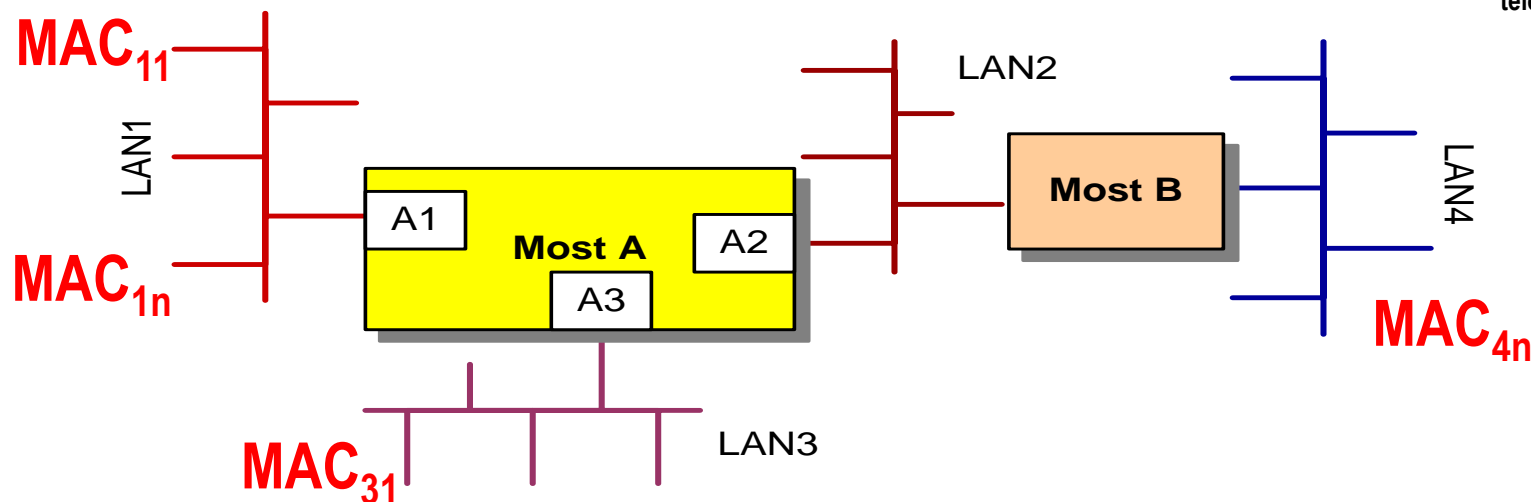 MAC₁₁
LAN1
MAC₁ₙ
A1
Most A
A2
A3
LAN2
Most B
LAN4
MAC₄ₙ
LAN3
MAC₃₁